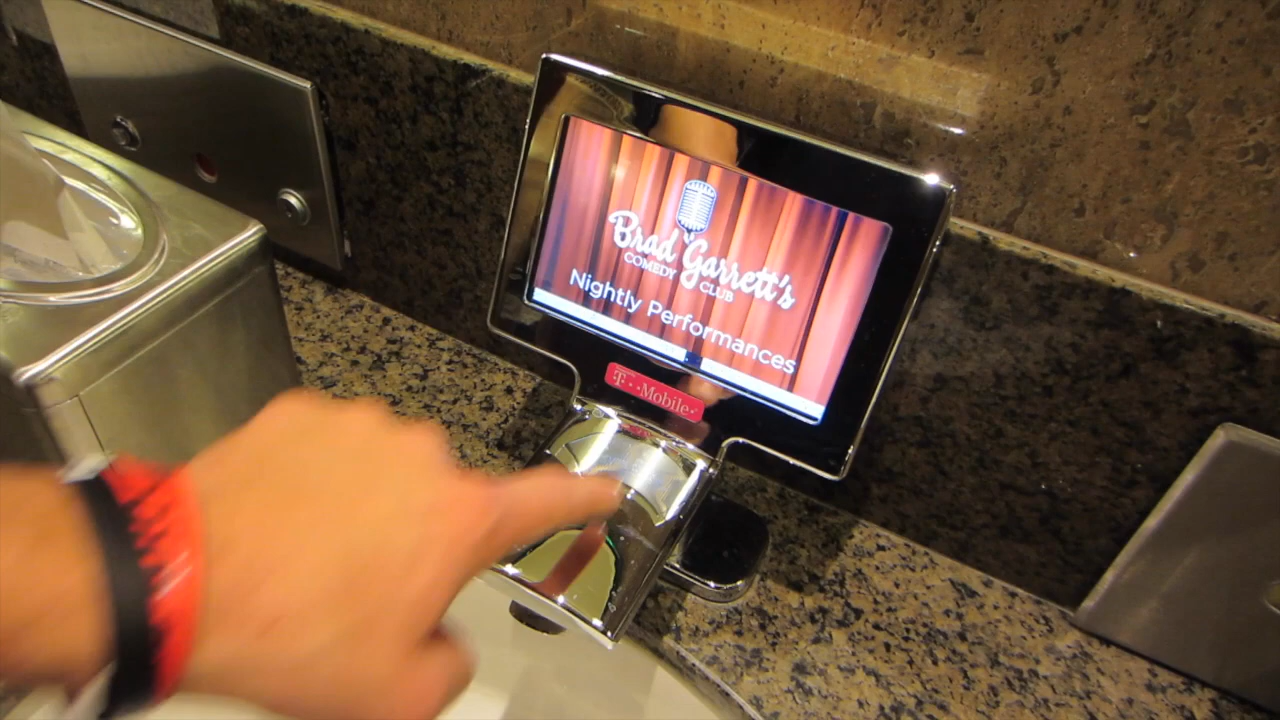 Brad Garrett's
COMEDY CLUB
Nightly Performances
T··Mobile·